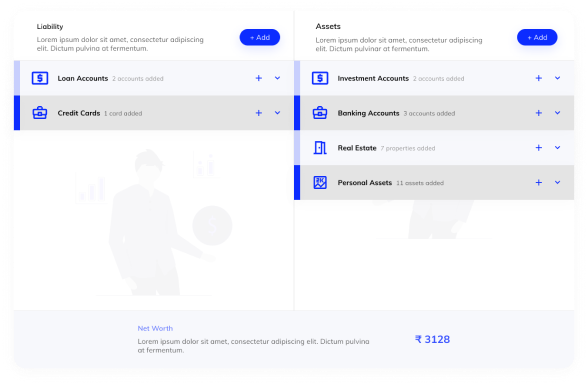 Liability
Lorem ipsum dolor sit amet, consectetur adipiscing
elit. Dictum pulvina at fermentum.
+ Add
Loan Accounts 2 accounts added
Credit Cards 1 card added
Assets
Lorem ipsum dolor sit amet, consectetur adipiscing
elit. Dictum pulvinar at fermentum.
+ Add
Investment Accounts 2 accounts added
Banking Accounts 3 accounts added
Real Estate 7 properties added
Personal Assets 11 assets added
Net Worth
Lorem ipsum dolor sit amet, consectetur adipiscing elit. Dictum pulvina
at fermentum.
₹ 3128